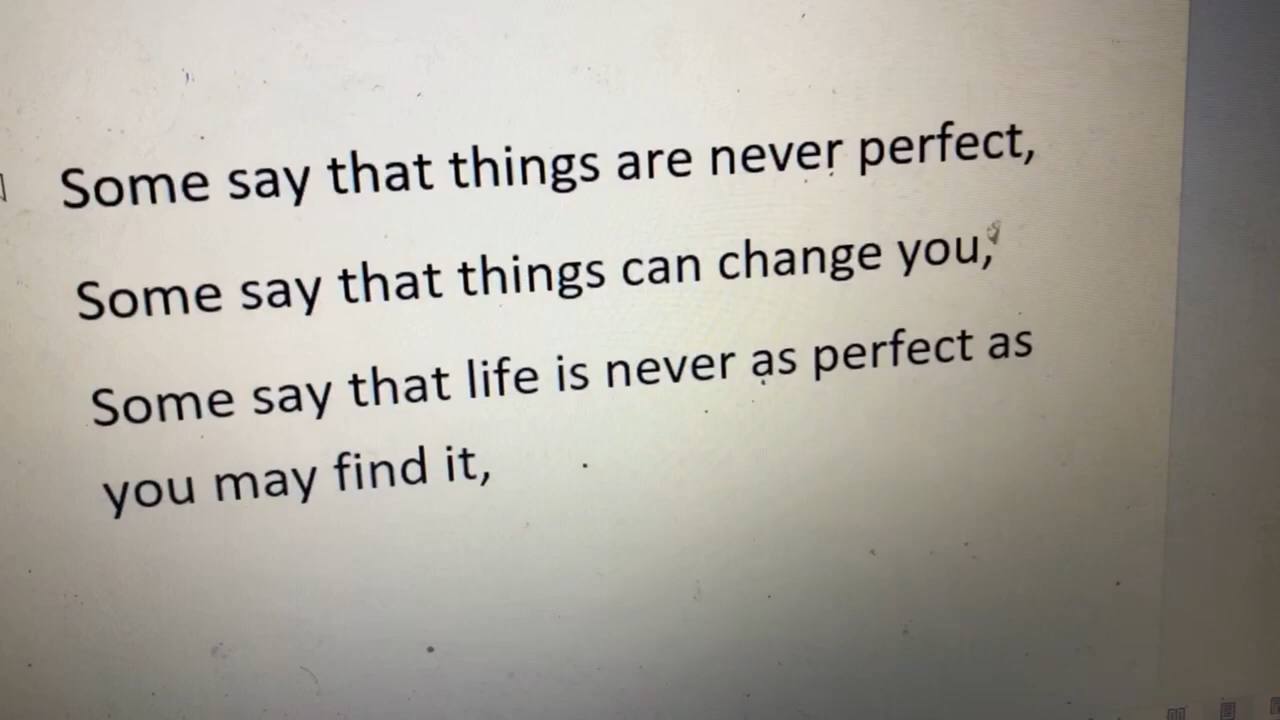 Some say that things are never perfect,
Some say that things can change you,
Some say that life is never as perfect as
you may find it,